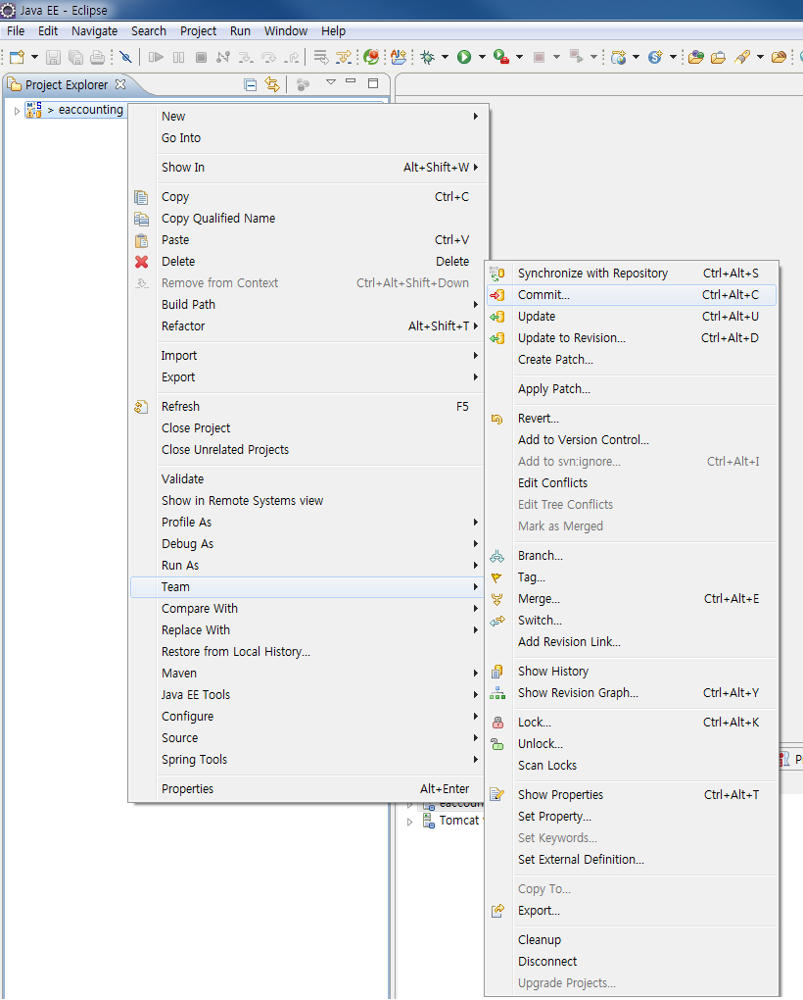 Java EE - Eclipse
File Edit Navigate Search Project Run Window Help
Project Explorer
> eaccounting
New
Go Into
Show In Alt+Shift+W
Copy Ctrl+C
Copy Qualified Name
Paste Ctrl+V
Delete Delete
Remove from Context Ctrl+Alt+Shift+Down
Build Path
Refactor Alt+Shift+T
Import
Export
Refresh F5
Close Project
Close Unrelated Projects
Validate
Show in Remote Systems view
Profile As
Debug As
Run As
Team
Compare With
Replace With
Restore from Local History...
Maven
Java EE Tools
Configure
Source
Spring Tools
Properties Alt+Enter
Synchronize with Repository Ctrl+Alt+S
Commit... Ctrl+Alt+C
Update Ctrl+Alt+U
Update to Revision... Ctrl+Alt+D
Create Patch...
Apply Patch...
Revert...
Add to Version Control...
Add to svn:ignore... Ctrl+Alt+I
Edit Conflicts
Edit Tree Conflicts
Mark as Merged
Branch...
Tag...
Merge... Ctrl+Alt+E
Switch...
Add Revision Link...
Show History
Show Revision Graph... Ctrl+Alt+Y
Lock... Ctrl+Alt+K
Unlock...
Scan Locks
Show Properties Ctrl+Alt+T
Set Property...
Set Keywords...
Set External Definition...
Copy To...
Export...
Cleanup
Disconnect
Upgrade Projects...
Tomcat